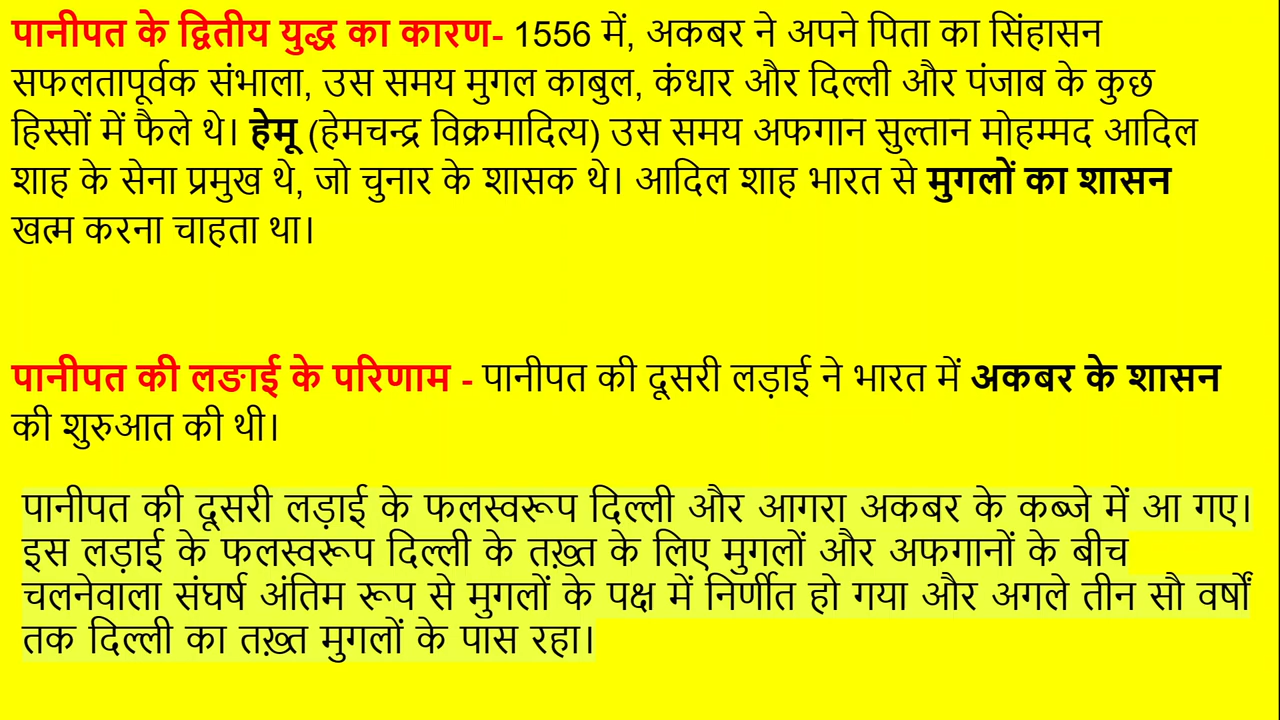 पानीपत के द्वितीय युद्ध का कारण- 1556 में, अकबर ने अपने पिता का सिंहासन
सफलतापूर्वक संभाला, उस समय मुगल काबुल, कंधार और दिल्ली और पंजाब के कुछ
हिस्सों में फैले थे। हेमू (हेमचन्द्र विक्रमादित्य) उस समय अफगान सुल्तान मोहम्मद आदिल
शाह के सेना प्रमुख थे, जो चुनार के शासक थे। आदिल शाह भारत से मुगलों का शासन
खत्म करना चाहता था।
पानीपत की लङाई के परिणाम - पानीपत की दूसरी लड़ाई ने भारत में अकबर के शासन
की शुरुआत की थी।
पानीपत की दूसरी लड़ाई के फलस्वरूप दिल्ली और आगरा अकबर के कब्जे में आ गए।
इस लड़ाई के फलस्वरूप दिल्ली के तख़्त के लिए मुगलों और अफगानों के बीच
चलनेवाला संघर्ष अंतिम रूप से मुगलों के पक्ष में निर्णीत हो गया और अगले तीन सौ वर्षों
तक दिल्ली का तख़्त मुगलों के पास रहा।